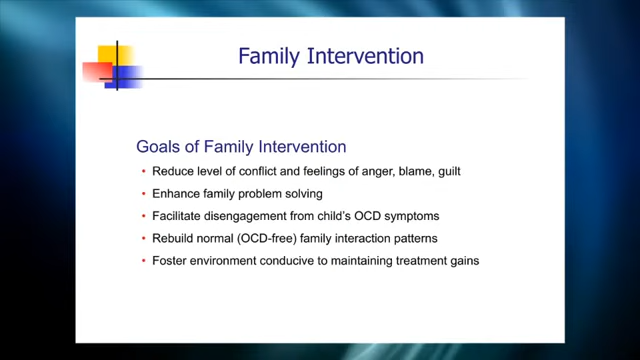 Family Intervention
Goals of Family Intervention
• Reduce level of conflict and feelings of anger, blame, guilt
• Enhance family problem solving
• Facilitate disengagement from child's OCD symptoms
• Rebuild normal (OCD-free) family interaction patterns
• Foster environment conducive to maintaining treatment gains